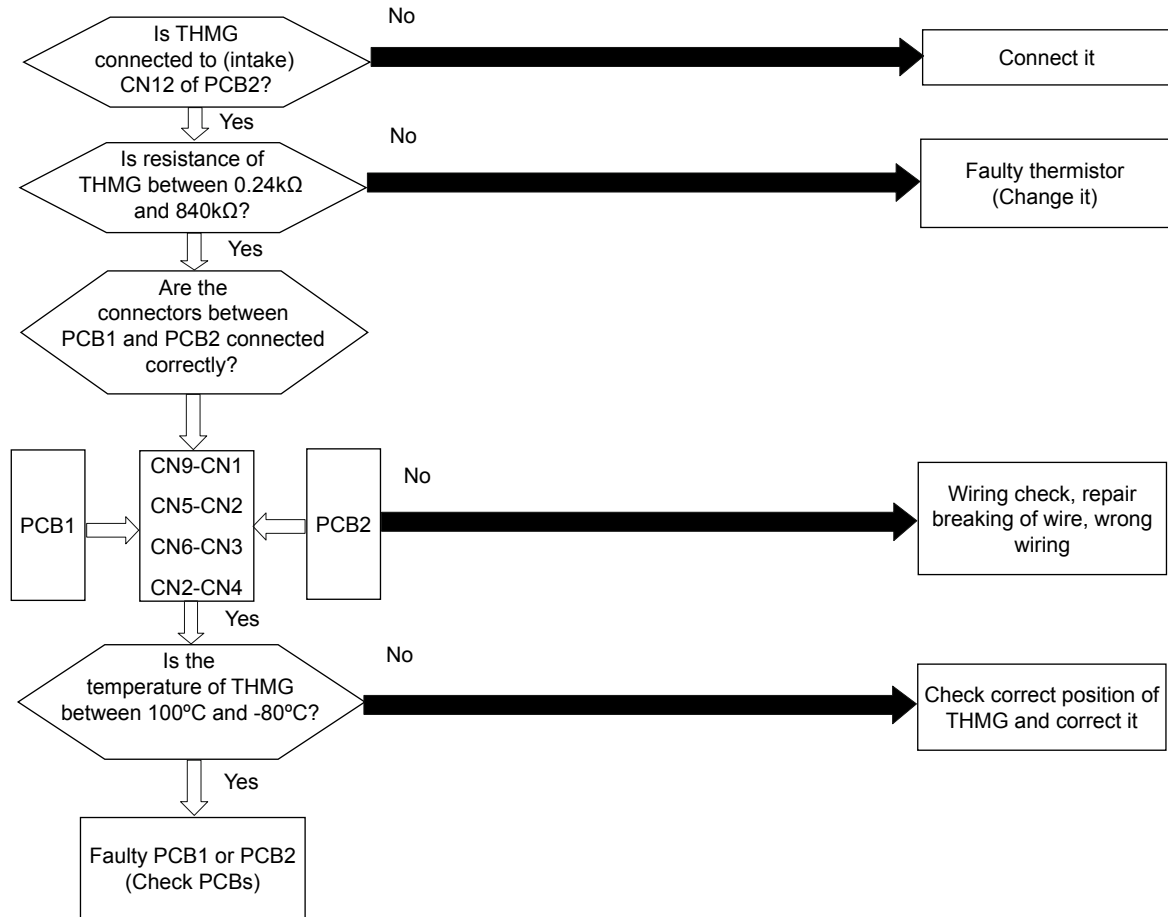 Is THMG
connected to (intake)
CN12 of PCB2?
No
Connect it
Yes
Is resistance of
THMG between 0.24kΩ
and 840kΩ?
No
Faulty thermistor
(Change it)
Yes
Are the
connectors between
PCB1 and PCB2 connected
correctly?
PCB1
CN9-CN1
CN5-CN2
CN6-CN3
CN2-CN4
PCB2
No
Wiring check, repair
breaking of wire, wrong
wiring
Yes
Is the
temperature of THMG
between 100ºC and -80ºC?
No
Check correct position of
THMG and correct it
Yes
Faulty PCB1 or PCB2
(Check PCBs)